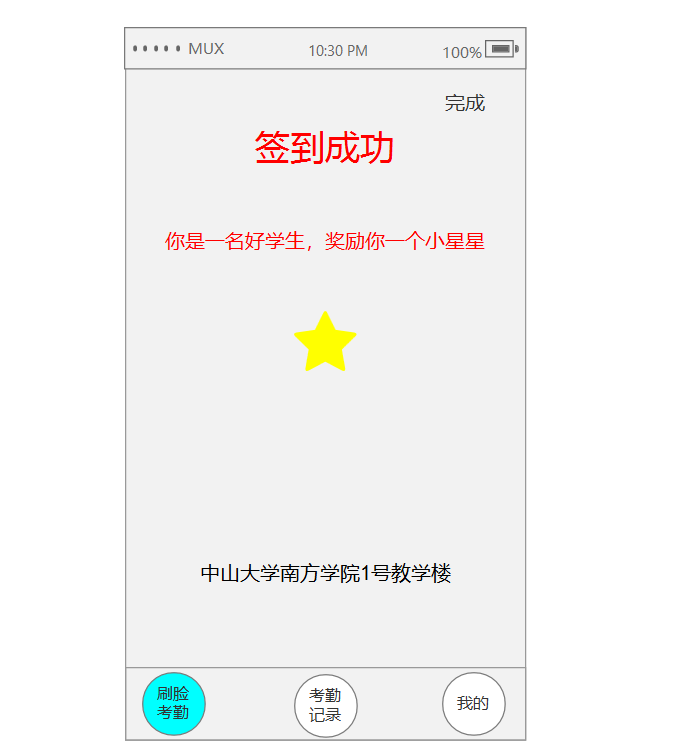 MUX 10:30 PM 100%
完成
签到成功
你是一名好学生，奖励你一个小星星
中山大学南方学院1号教学楼
刷脸
考勤
考勤
记录
我的